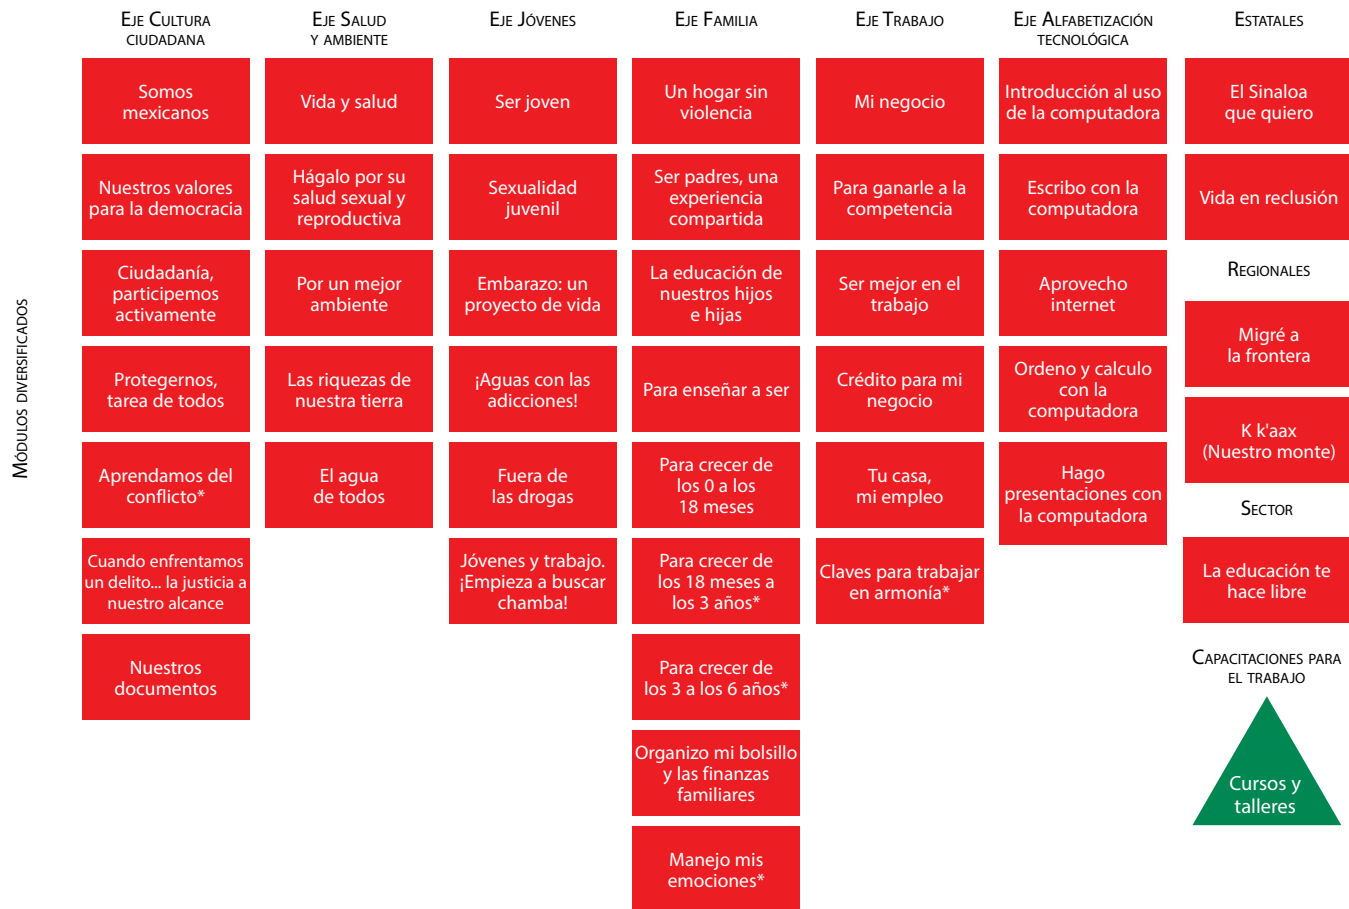 Módulos diversificados
Eje Cultura
ciudadana
Somos
mexicanos
Nuestros valores
para la democracia
Ciudadanía,
participemos
activamente
Protegernos,
tarea de todos
Aprendamos del
conflicto*
Cuando enfrentamos
un delito... la justicia a
nuestro alcance
Nuestros
documentos
Eje Salud
y ambiente
Vida y salud
Hágalo por su
salud sexual y
reproductiva
Por un mejor
ambiente
Las riquezas de
nuestra tierra
El agua
de todos
Eje Jóvenes
Ser joven
Sexualidad
juvenil
Embarazo: un
proyecto de vida
¡Aguas con las
adicciones!
Fuera de
las drogas
Jóvenes y trabajo.
¡Empieza a buscar
chamba!
Eje Familia
Un hogar sin
violencia
Ser padres, una
experiencia
compartida
La educación de
nuestros hijos
e hijas
Para enseñar a ser
Para crecer de
los 0 a los
18 meses
Para crecer de
los 18 meses a
los 3 años*
Para crecer de
los 3 a los 6 años*
Organizo mi bolsillo
y las finanzas
familiares
Manejo mis
emociones*
Eje Trabajo
Mi negocio
Para ganarle a la
competencia
Ser mejor en el
trabajo
Crédito para mi
negocio
Tu casa,
mi empleo
Claves para trabajar
en armonía*
Eje Alfabetización
tecnológica
Introducción al uso
de la computadora
Escribo con la
computadora
Aprovecho
internet
Ordeno y calculo
con la
computadora
Hago
presentaciones con
la computadora
Estatales
El Sinaloa
que quiero
Vida en reclusión
Regionales
Migré a
la frontera
K k'aax
(Nuestro monte)
Sector
La educación te
hace libre
Capacitaciones para
el trabajo
Cursos y
talleres